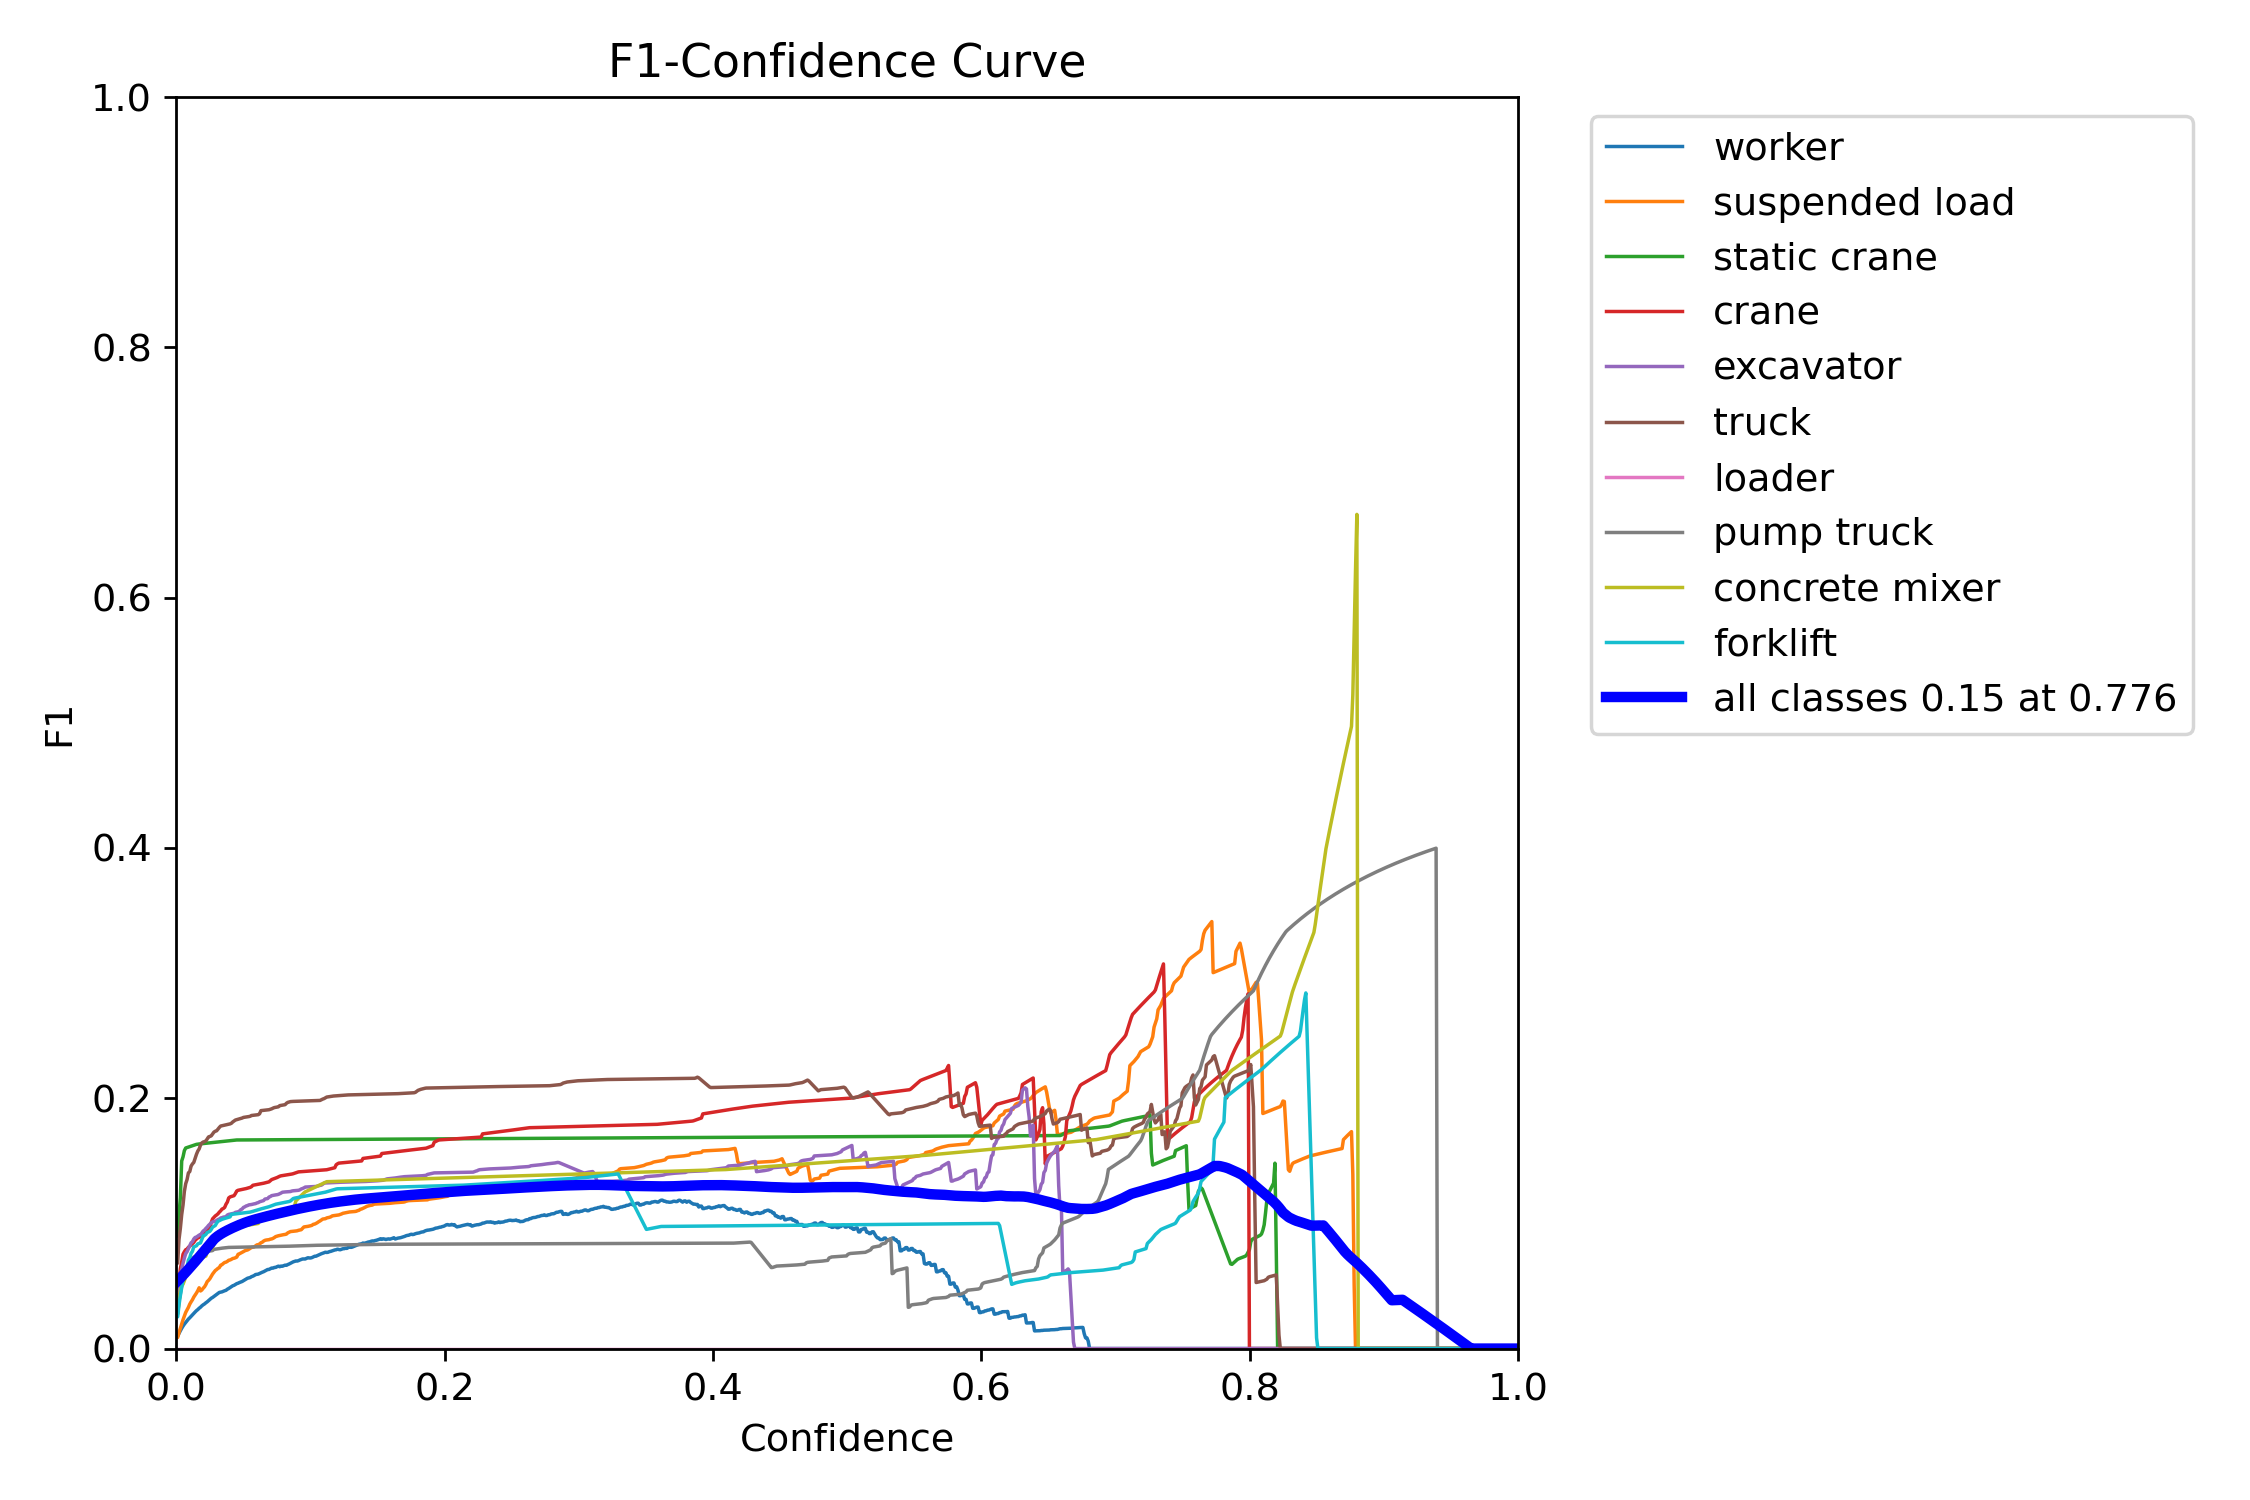 F1-Confidence Curve
1.0
0.8
0.6
0.4
0.2
0.0
F1
0.0 0.2 0.4 0.6 0.8 1.0
Confidence
worker
suspended load
static crane
crane
excavator
truck
loader
pump truck
concrete mixer
forklift
all classes 0.15 at 0.776